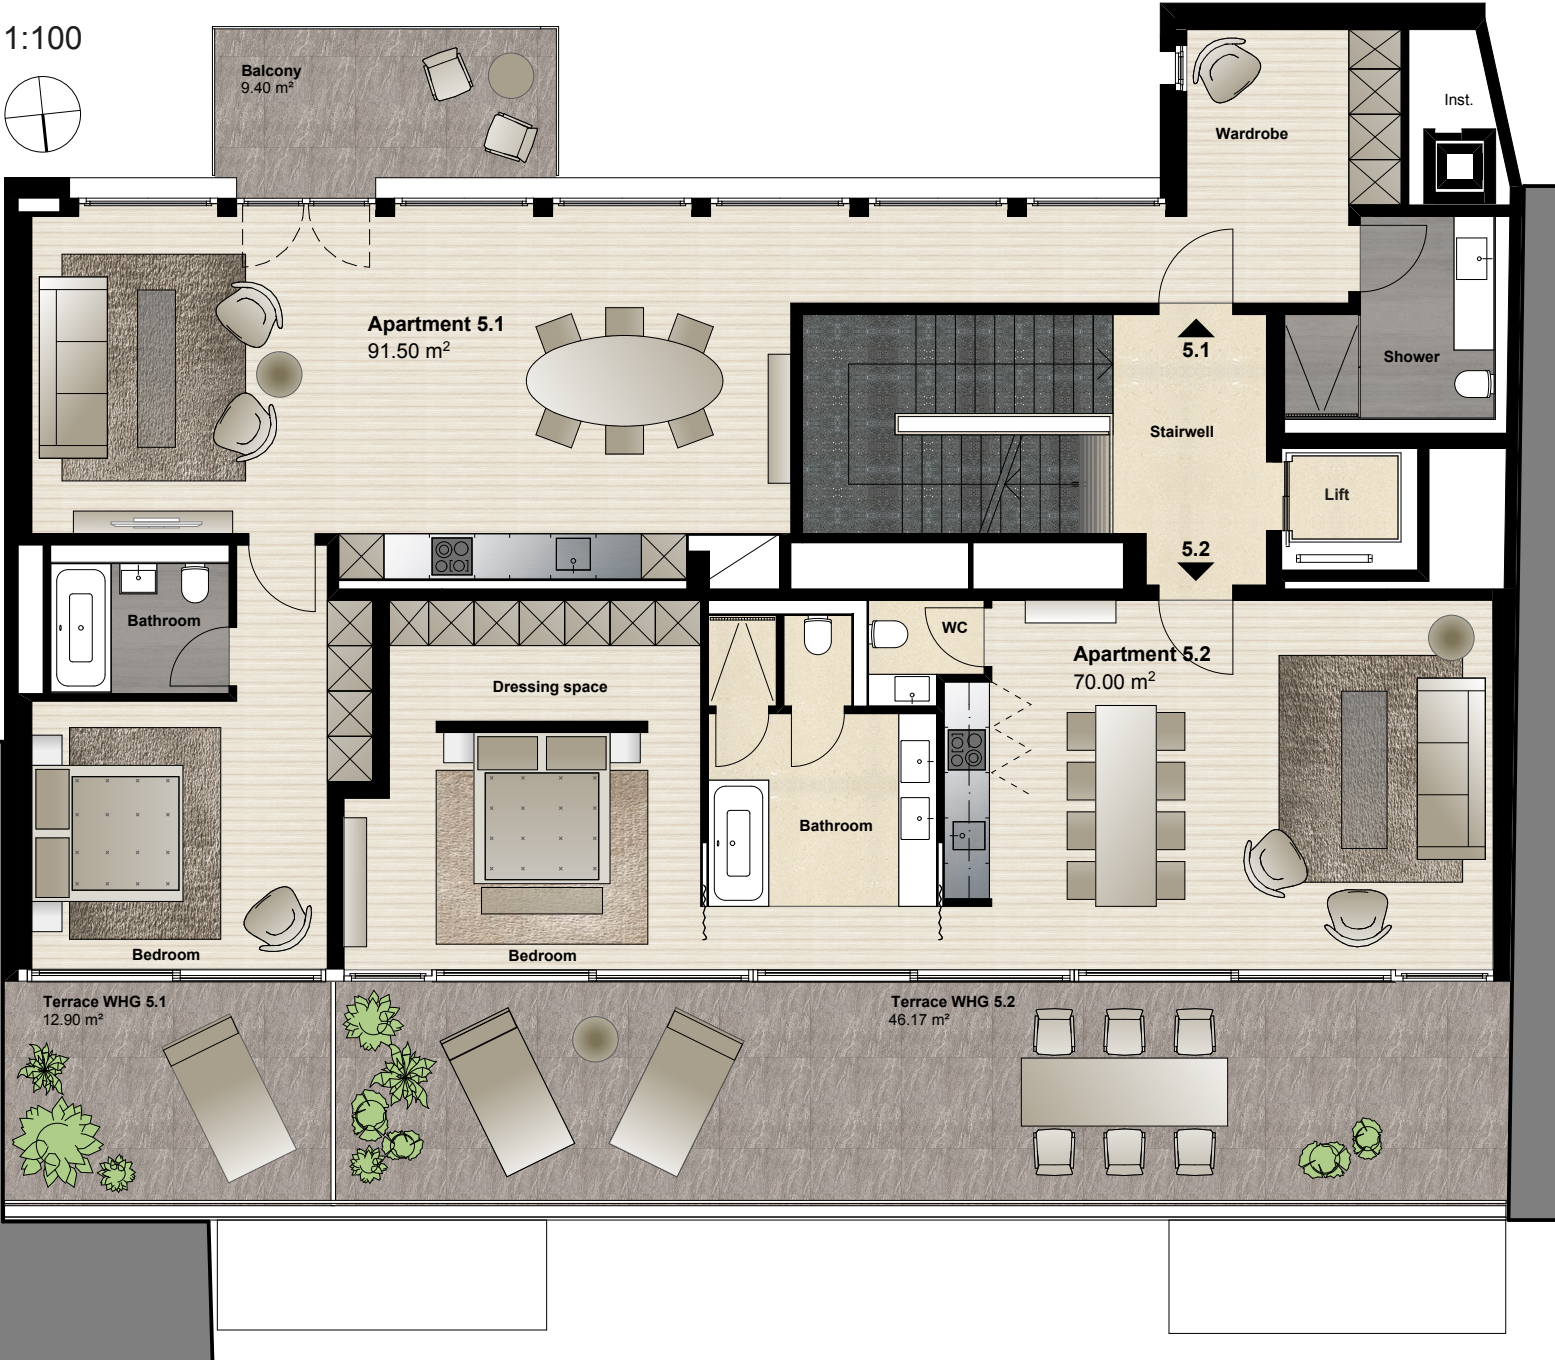 1:100
Balcony
9.40 m²
Wardrobe
Inst.
Apartment 5.1
91.50 m²
5.1
Shower
Stairwell
Lift
5.2
Bathroom
WC
Apartment 5.2
70.00 m²
Dressing space
Bathroom
Bedroom
Bedroom
Terrace WHG 5.1
12.90 m²
Terrace WHG 5.2
46.17 m²